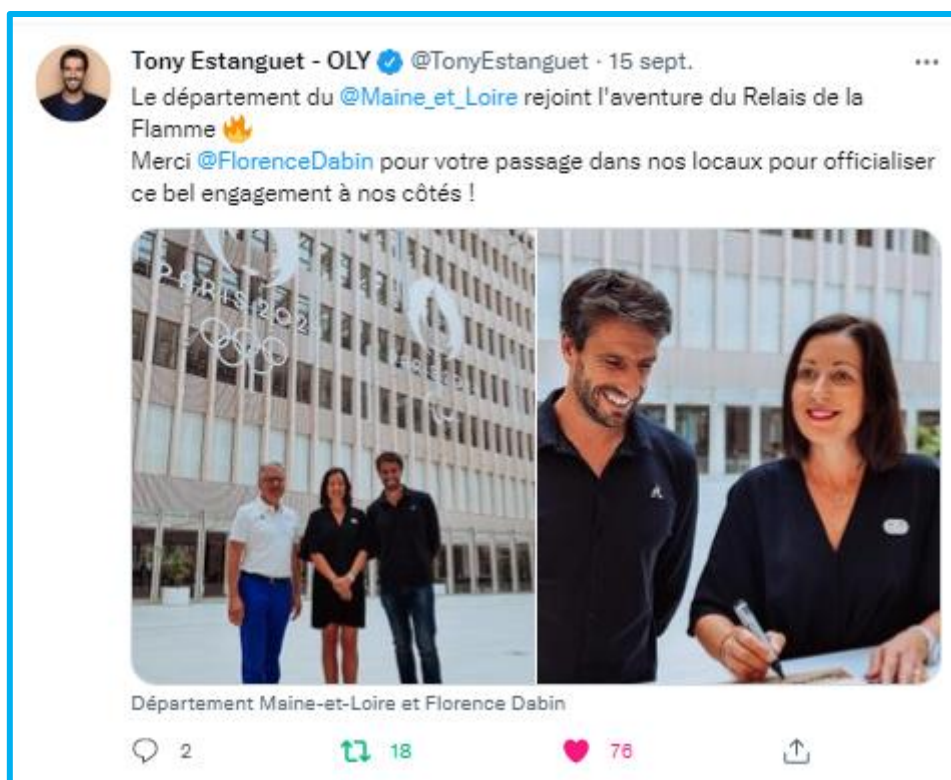 Tony Estanguet - OLY @TonyEstanguet · 15 sept.
Le département du @Maine_et_Loire rejoint l'aventure du Relais de la
Flamme 🔥
Merci @FlorenceDabin pour votre passage dans nos locaux pour officialiser
ce bel engagement à nos côtés !
PARIS 2024
Département Maine-et-Loire et Florence Dabin
2 18 76